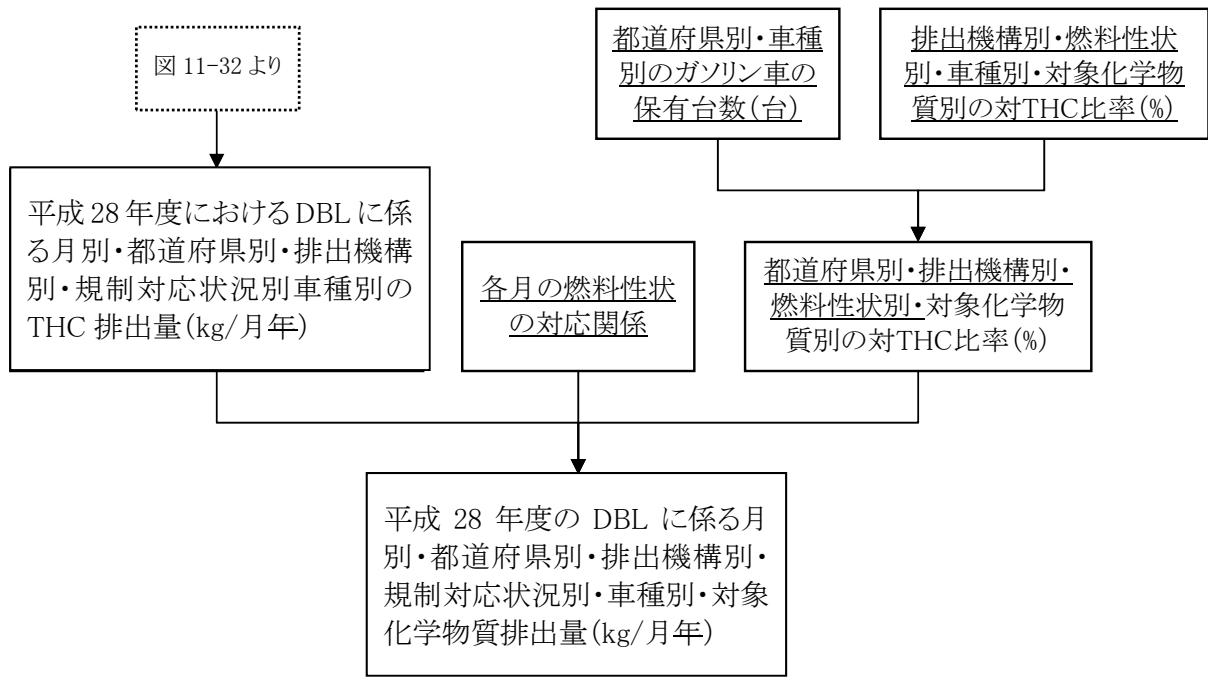 図 11-32 より
都道府県別・車種
別のガソリン車の
保有台数(台)
排出機構別・燃料性状
別・車種別・対象化学物
質別の対THC比率(%)
平成 28 年度におけるDBLに係
る月別・都道府県別・排出機構
別・規制対応状況別車種別の
THC 排出量(kg/月年)
各月の燃料性状
の対応関係
都道府県別・排出機構別・
燃料性状別・対象化学物
質別の対THC比率(%)
平成 28 年度の DBL に係る月
別・都道府県別・排出機構別・
規制対応状況別・車種別・対象
化学物質排出量(kg/月年)